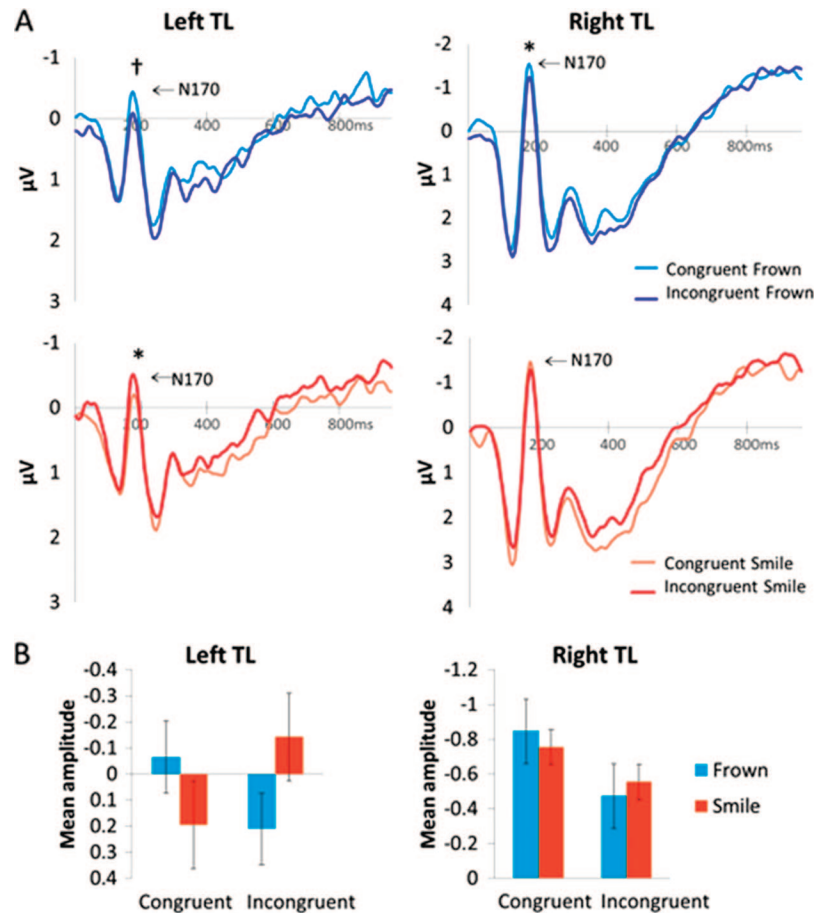 A
Left TL
Right TL
-1
0
1
2
3
µV
†
← N170
200
400
600
800ms
-2
-1
0
1
2
3
4
µV
*
← N170
200
400
600
800ms
Congruent Frown
Incongruent Frown
-1
0
1
2
3
µV
*
← N170
200
400
600
800ms
-2
-1
0
1
2
3
4
µV
← N170
200
400
600
800ms
Congruent Smile
Incongruent Smile
B
Left TL
Right TL
Mean amplitude
-0.4
-0.3
-0.2
-0.1
0
0.1
0.2
0.3
0.4
Congruent Incongruent
Mean amplitude
-1.2
-1
-0.8
-0.6
-0.4
-0.2
0
Congruent Incongruent
Frown
Smile